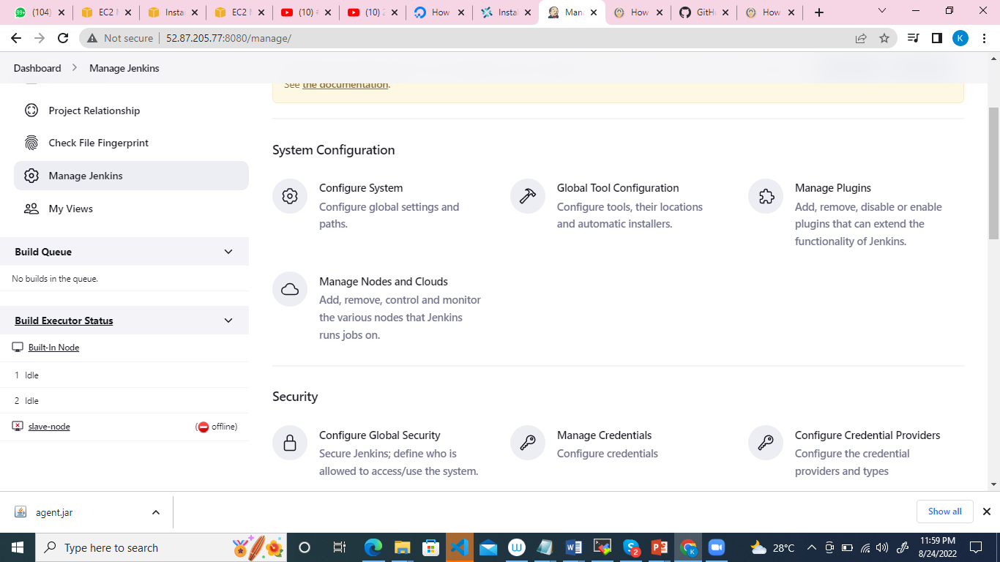 (104)
EC2 M
Instan
EC2 M
(10) #
(10) 2
How
Instal
Mana
How
GitH
How
Not secure
52.87.205.77:8080/manage/
K
Dashboard
Manage Jenkins
See the documentation.
Project Relationship
Check File Fingerprint
Manage Jenkins
My Views
Build Queue
No builds in the queue.
Build Executor Status
Built-In Node
1 Idle
2 Idle
slave-node
(offline)
System Configuration
Configure System
Configure global settings and
paths.
Global Tool Configuration
Configure tools, their locations
and automatic installers.
Manage Plugins
Add, remove, disable or enable
plugins that can extend the
functionality of Jenkins.
Manage Nodes and Clouds
Add, remove, control and monitor
the various nodes that Jenkins
runs jobs on.
Security
Configure Global Security
Secure Jenkins; define who is
allowed to access/use the system.
Manage Credentials
Configure credentials
Configure Credential Providers
Configure the credential
providers and types
agent.jar
Show all
Type here to search
28°C
11:59 PM
8/24/2022